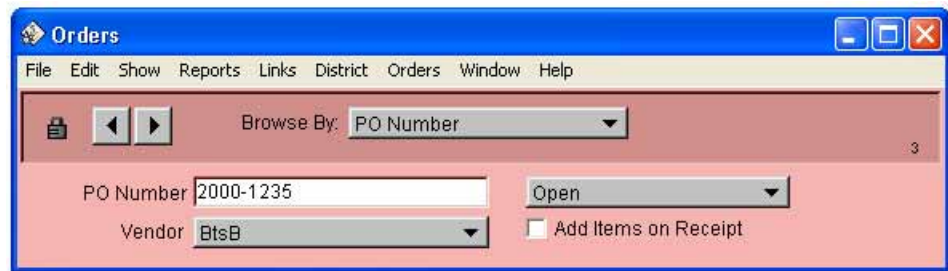 Orders
File Edit Show Reports Links District Orders Window Help
Browse By: PO Number
3
PO Number 2000-1235 Open
Vendor BtsB Add Items on Receipt